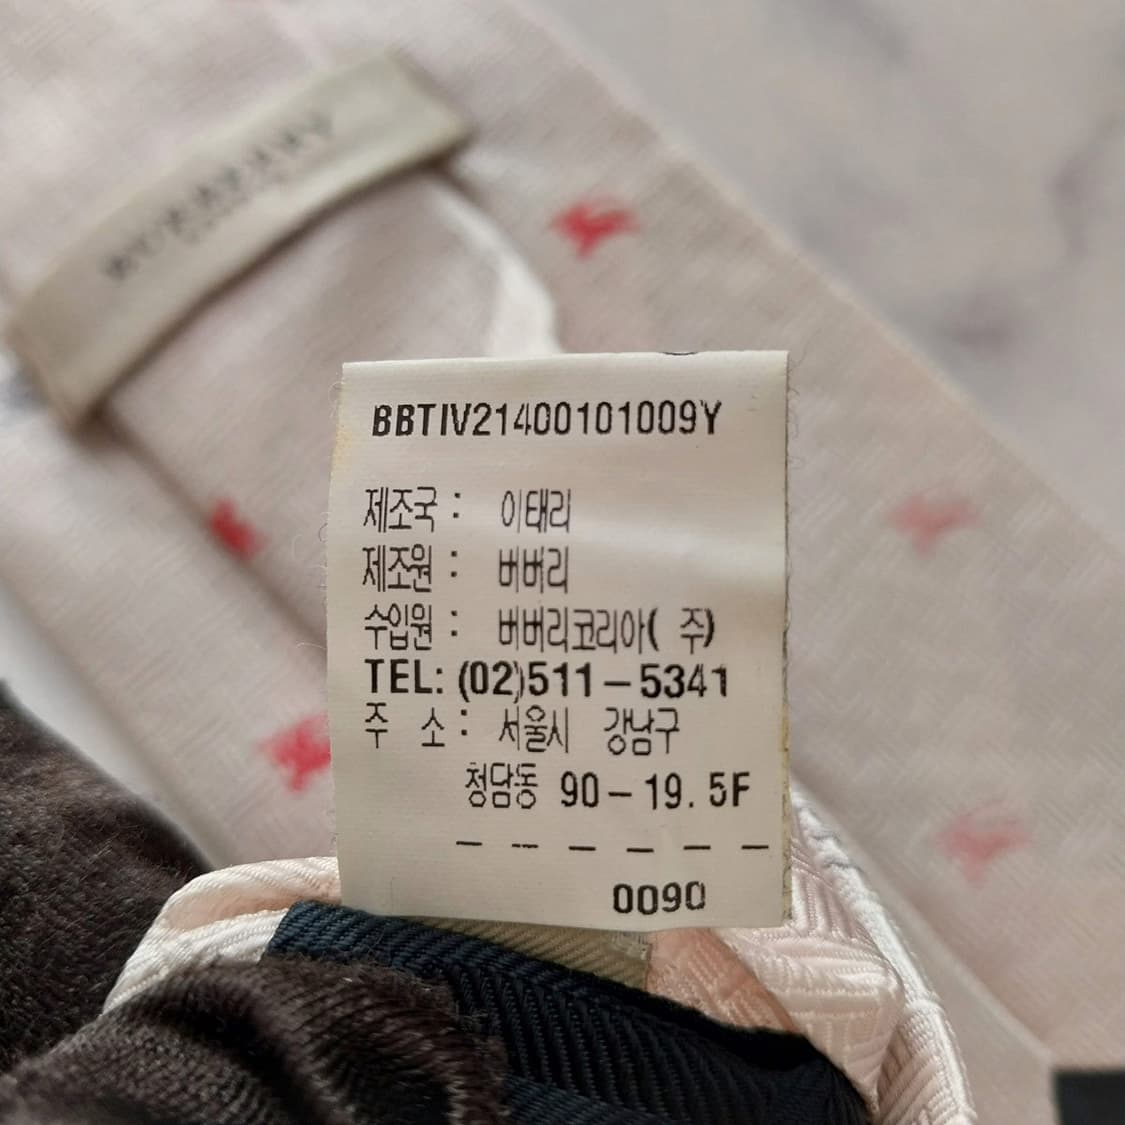 BURBERRY
BBTIV21400101009Y
제조국 : 이태리
제조원 : 버버리
수입원 : 버버리코리아( 주)
TEL: (02)511-5341
주 소 : 서울시 강남구
청담동 90-19. 5F
- - - - - -
0090